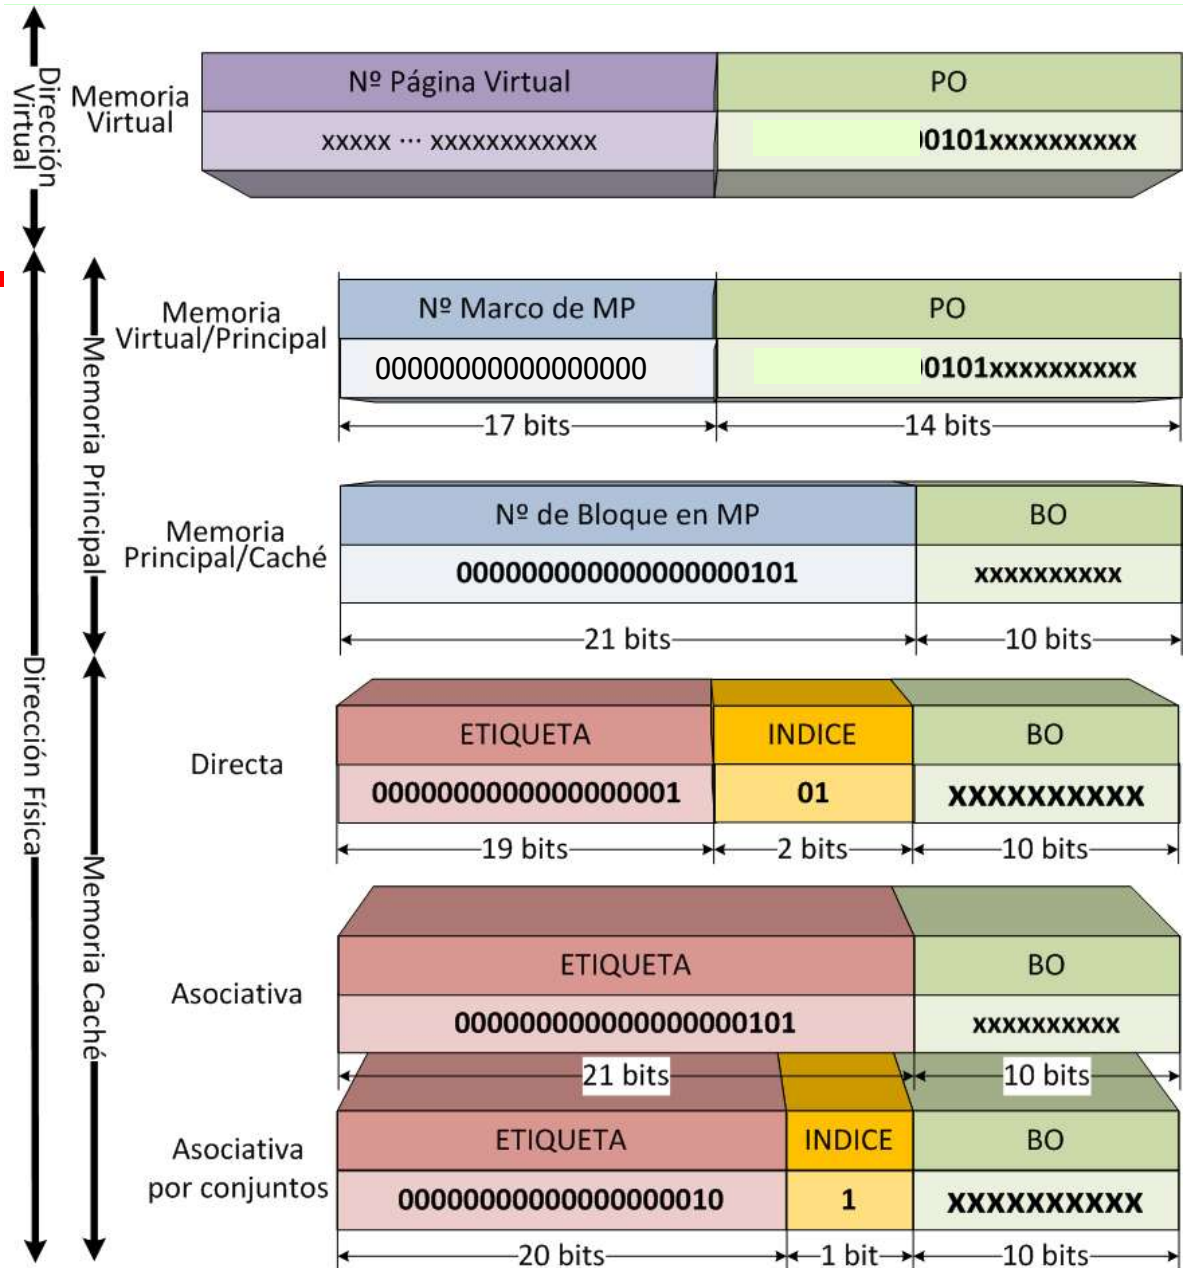 Dirección
Virtual
Memoria
Virtual
Nº Página Virtual
PO
xxxxx ··· xxxxxxxxxxxx
00101xxxxxxxxxx
Dirección Física
Memoria Principal
Memoria
Virtual/Principal
Nº Marco de MP
PO
00000000000000000
00101xxxxxxxxxx
17 bits
14 bits
Memoria
Principal/Caché
Nº de Bloque en MP
BO
000000000000000000101
xxxxxxxxxx
21 bits
10 bits
Memoria Caché
Directa
ETIQUETA
INDICE
BO
0000000000000000001
01
xxxxxxxxxx
19 bits
2 bits
10 bits
Asociativa
ETIQUETA
BO
000000000000000000101
xxxxxxxxxx
21 bits
10 bits
Asociativa
por conjuntos
ETIQUETA
INDICE
BO
00000000000000000010
1
xxxxxxxxxx
20 bits
1 bit
10 bits